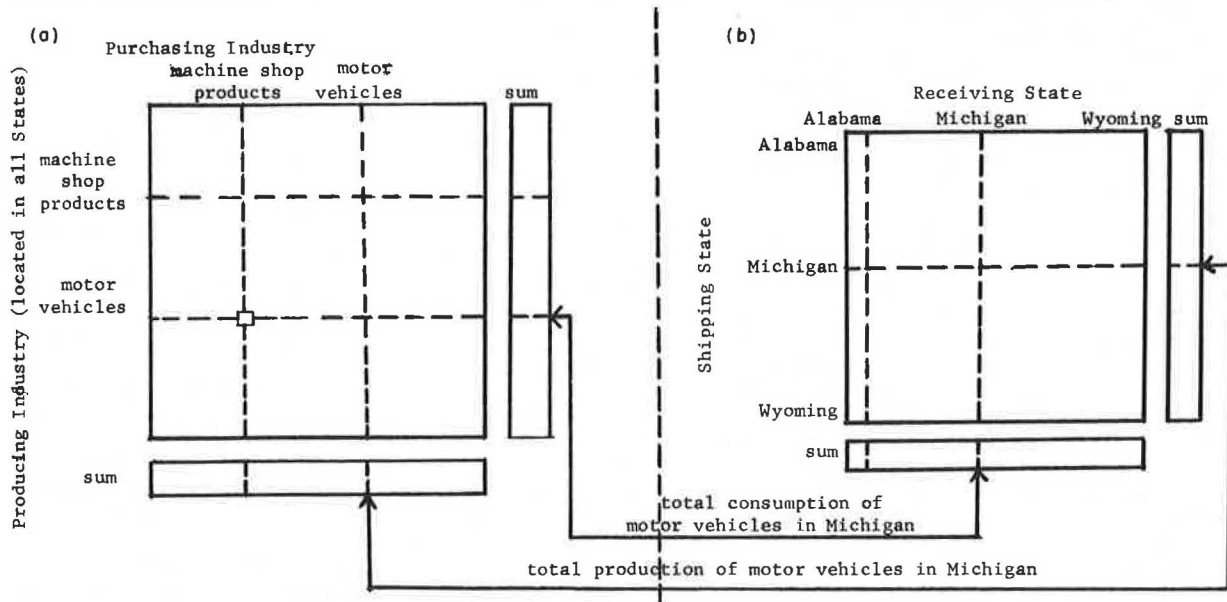 (a)
Purchasing Industry
machine shop
products
motor
vehicles
sum
Producing Industry (located in all States)
machine
shop
products
motor
vehicles
sum
(b)
Receiving State
Alabama
Michigan
Wyoming
sum
Shipping State
Alabama
Michigan
Wyoming
sum
total consumption of
motor vehicles in Michigan
total production of motor vehicles in Michigan